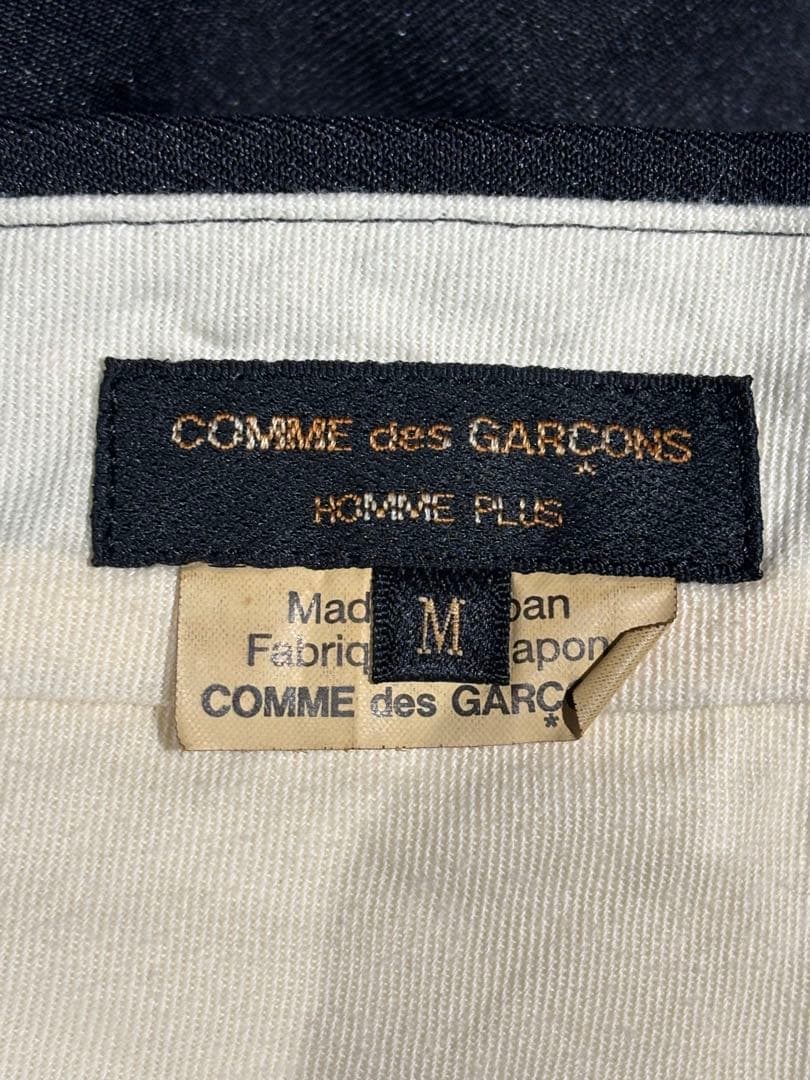 COMME des GARÇONS
*
HOMME PLUS
M
Mad pan
Fabriq apon
COMME des GARÇ
*